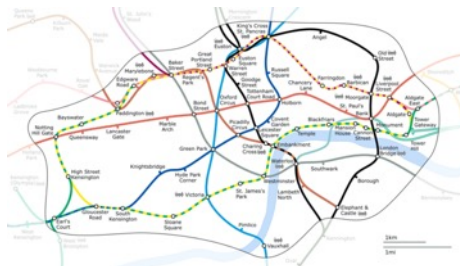 King's Cross
St. Pancras
Angel
Euston
Euston
Square
Old Street
Great
Portland
Street
Warren
Street
Baker
Street
Marylebone
Regent's
Park
Edgware
Road
Goodge
Street
Russell
Square
Farringdon
Barbican
Chancery
Lane
Liverpool
Street
Moorgate
Paddington
Tottenham
Court Road
Holborn
St. Paul's
Bank
Aldgate
East
Aldgate
Bayswater
Bond
Street
Oxford
Circus
Notting
Hill Gate
Queensway
Lancaster
Gate
Marble
Arch
Covent
Garden
Leicester
Square
Piccadilly
Circus
Blackfriars
Mansion
House
Temple
Cannon
Street
Monument
Tower
Gateway
Tower
Hill
Charing
Cross
Embankment
Green Park
London
Bridge
High Street
Kensington
Knightsbridge
Hyde Park
Corner
Waterloo
Southwark
Westminster
St. James's
Park
Victoria
Lambeth
North
Borough
Earl's
Court
Gloucester
Road
South
Kensington
Sloane
Square
Pimlico
Elephant
& Castle
Vauxhall
1km
1mi